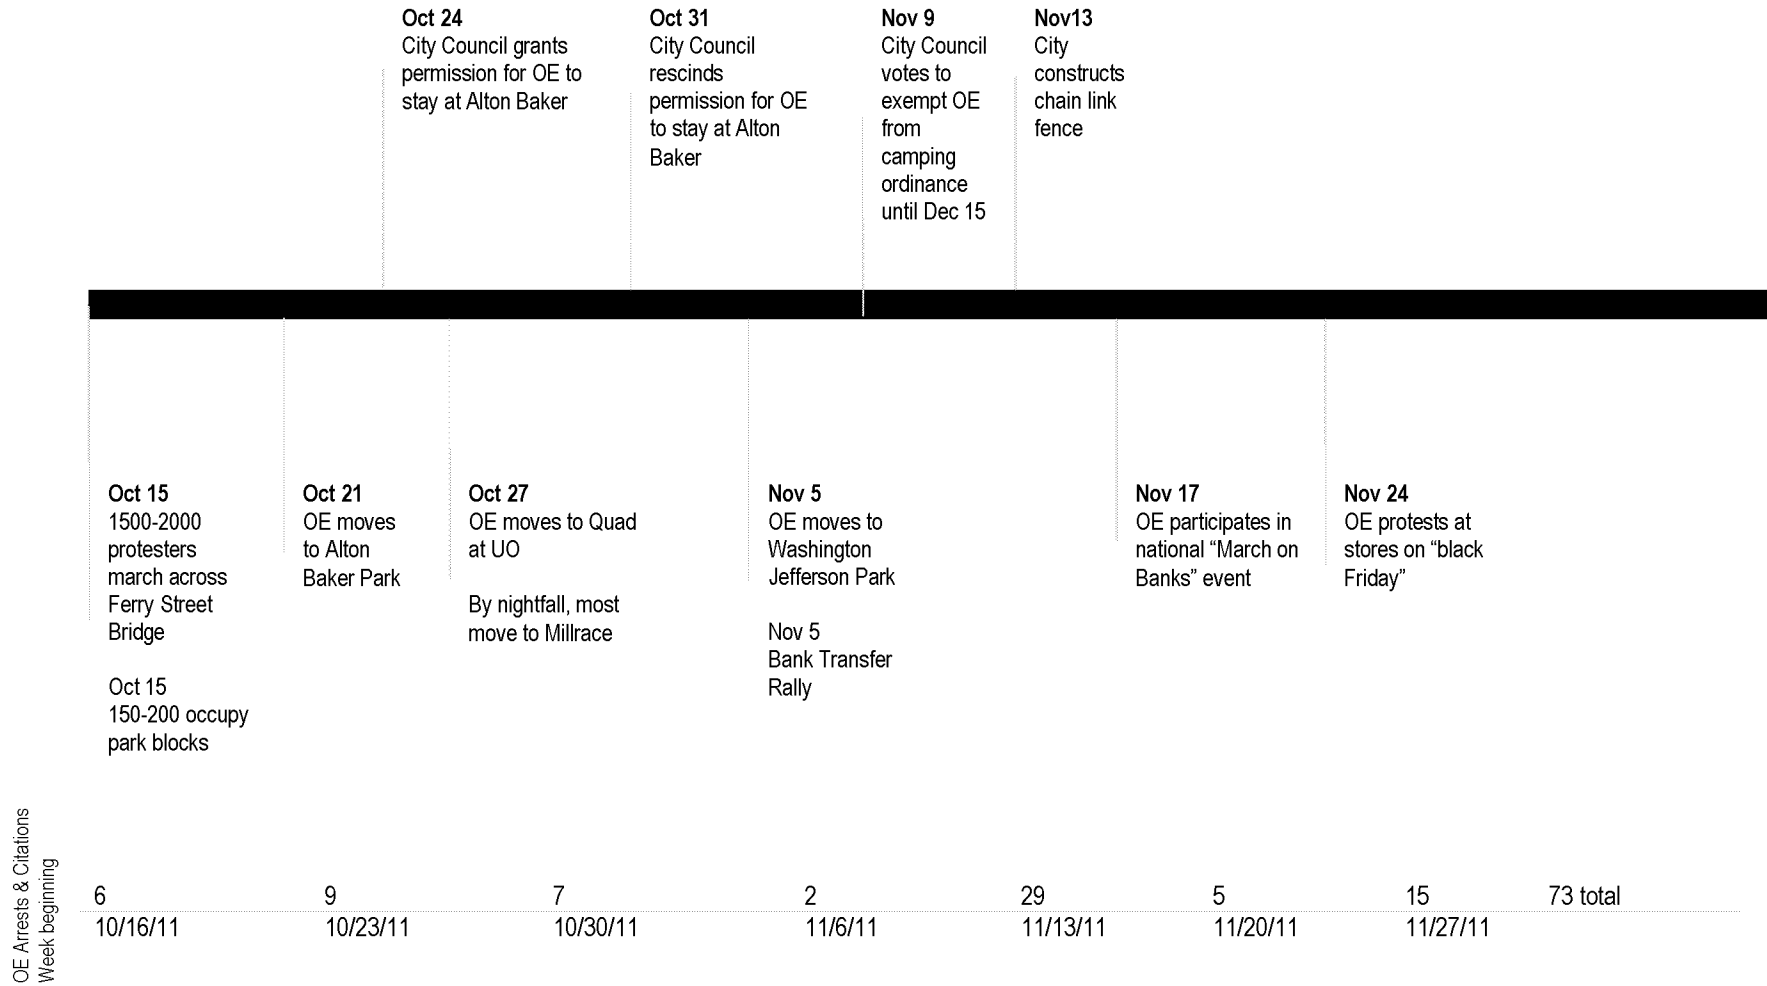 Oct 24
City Council grants
permission for OE to
stay at Alton Baker
Oct 31
City Council
rescinds
permission for OE
to stay at Alton
Baker
Nov 9
City Council
votes to
exempt OE
from
camping
ordinance
until Dec 15
Nov13
City
constructs
chain link
fence
Oct 15
1500-2000
protesters
march across
Ferry Street
Bridge
Oct 15
150-200 occupy
park blocks
Oct 21
OE moves
to Alton
Baker Park
Oct 27
OE moves to Quad
at UO
By nightfall, most
move to Millrace
Nov 5
OE moves to
Washington
Jefferson Park
Nov 5
Bank Transfer
Rally
Nov 17
OE participates in
national “March on
Banks” event
Nov 24
OE protests at
stores on “black
Friday”
OE Arrests & Citations
Week beginning
6 9 7 2 29 5 15 73 total
10/16/11 10/23/11 10/30/11 11/6/11 11/13/11 11/20/11 11/27/11